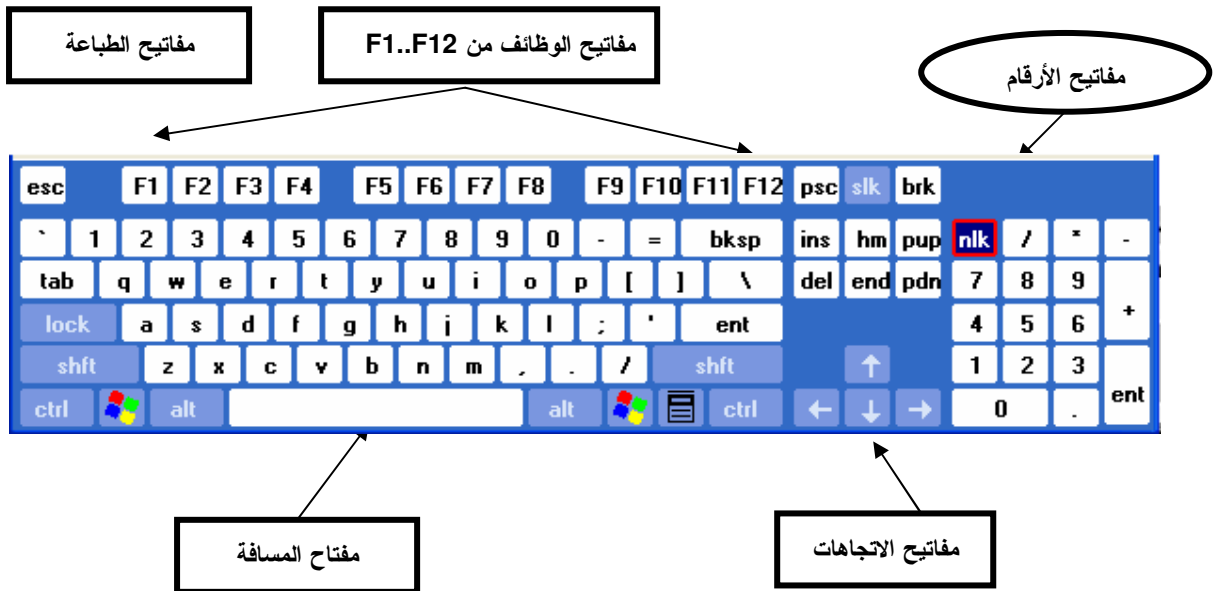 مفاتيح الطباعة
مفاتيح الوظائف من F1..F12
مفاتيح الأرقام
esc F1 F2 F3 F4 F5 F6 F7 F8 F9 F10 F11 F12 psc slk brk
` 1 2 3 4 5 6 7 8 9 0 - = bksp ins hm pup nlk / * -
tab q w e r t y u i o p [ ] \ del end pdn 7 8 9 +
lock a s d f g h j k l ; ' ent 4 5 6
shft z x c v b n m , . / shft ↑ 1 2 3 ent
ctrl alt alt ctrl ← ↓ → 0 .
مفتاح المسافة
مفاتيح الاتجاهات